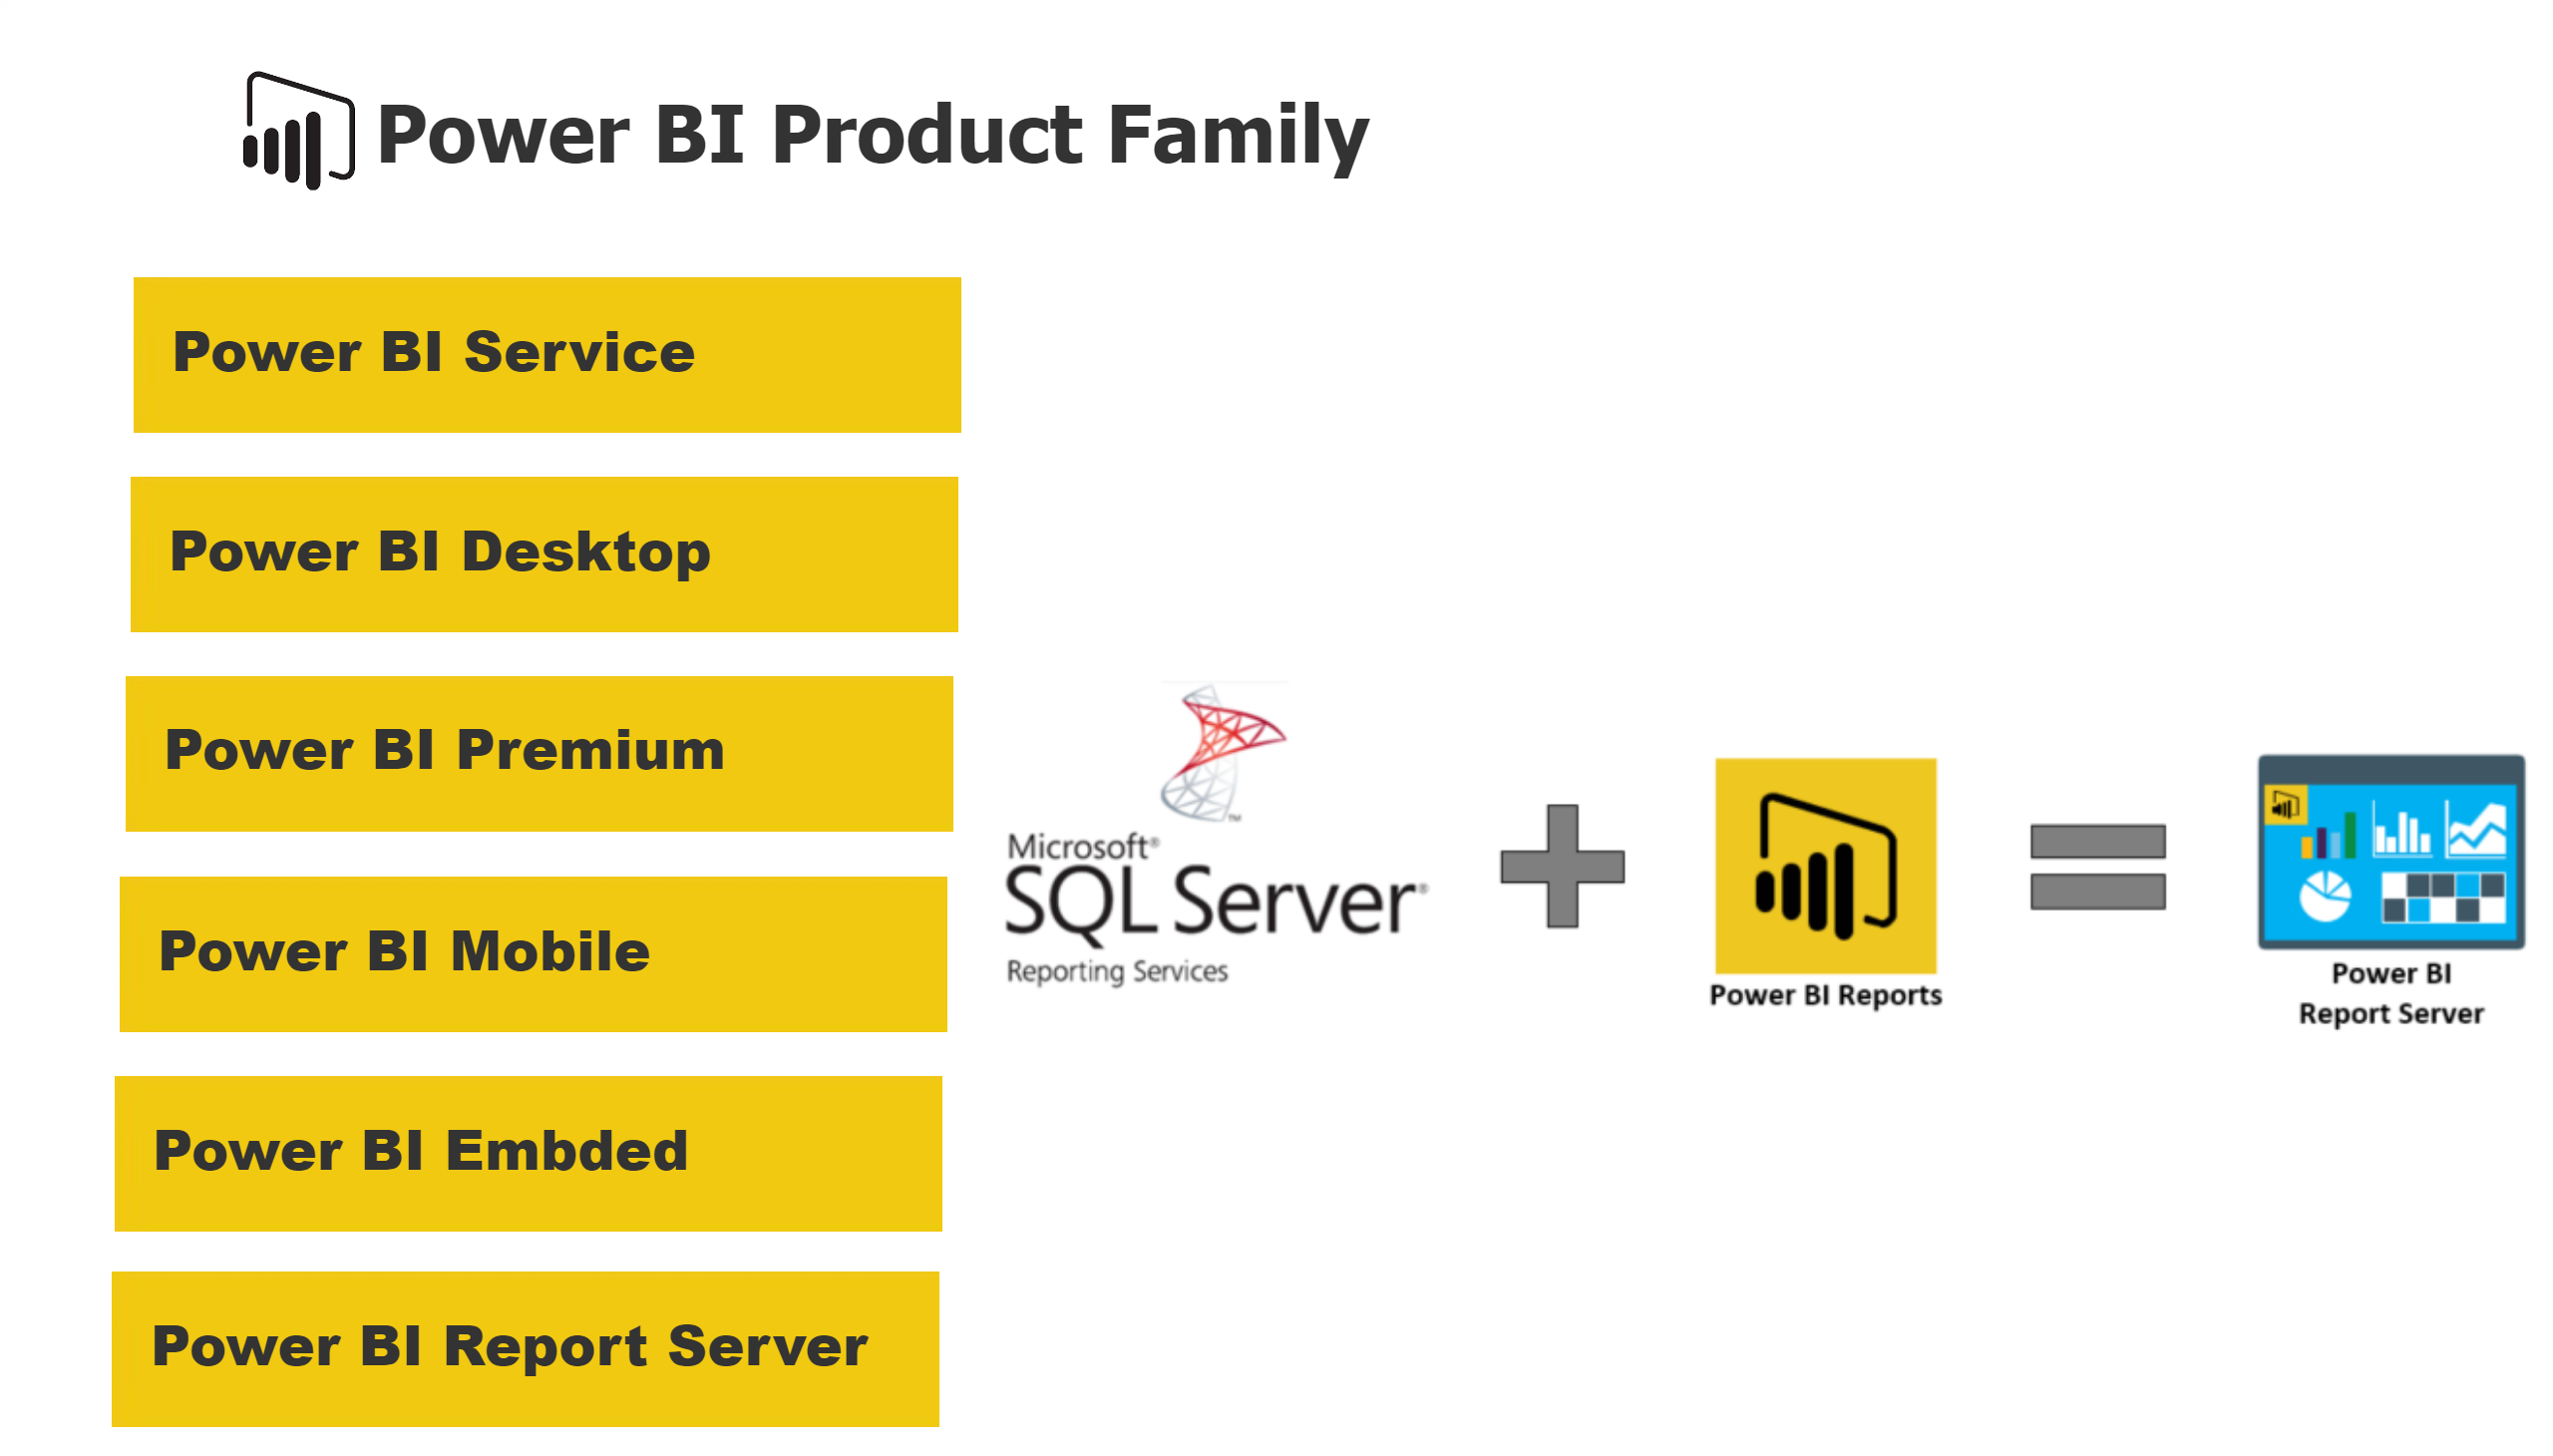 Power BI Product Family
Power BI Service
Power BI Desktop
Power BI Premium
Power BI Mobile
Power BI Embded
Power BI Report Server
Microsoft®
SQL Server®
Reporting Services
™
Power BI Reports
Power BI
Report Server